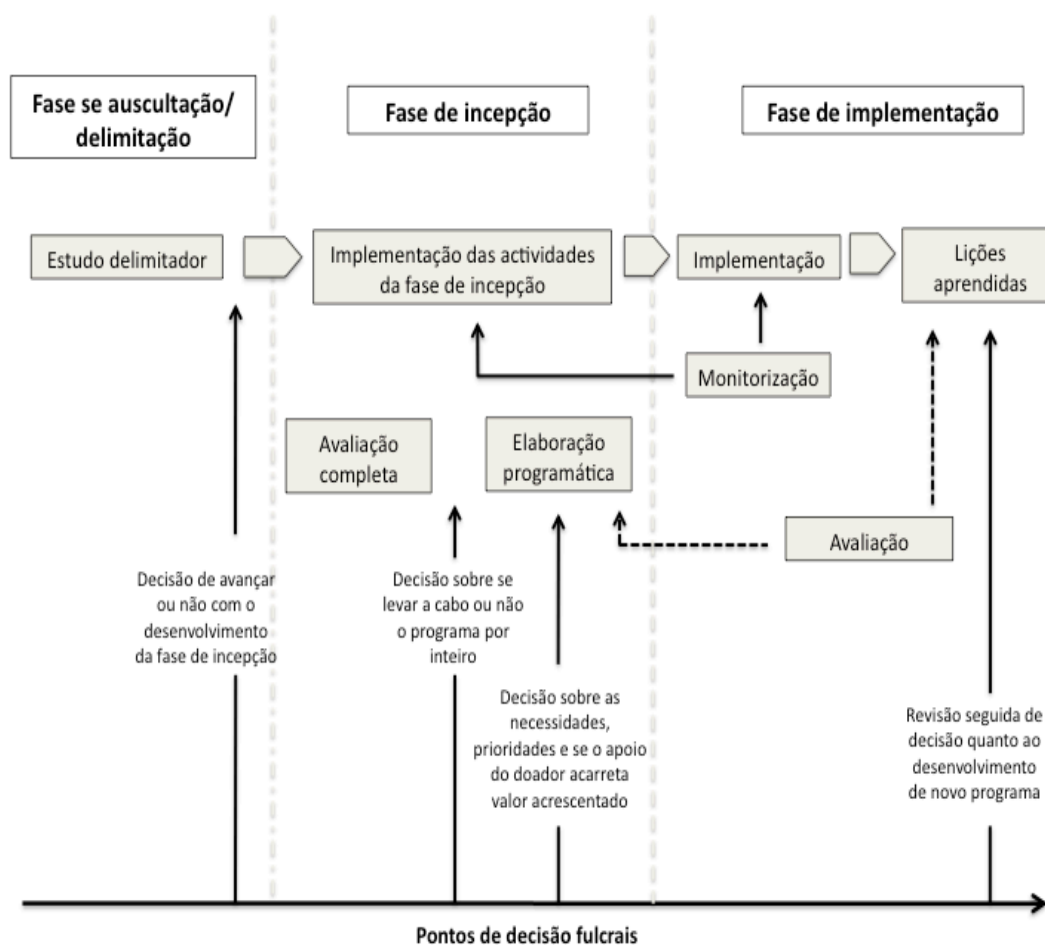 Fase se auscultação/
delimitação
Fase de incepção
Fase de implementação
Estudo delimitador
Implementação das actividades
da fase de incepção
Implementação
Lições
aprendidas
Monitorização
Avaliação
completa
Elaboração
programática
Avaliação
Decisão de avançar
ou não com o
desenvolvimento
da fase de incepção
Decisão sobre se
levar a cabo ou não
o programa por
inteiro
Decisão sobre as
necessidades,
prioridades e se o apoio
do doador acarreta
valor acrescentado
Revisão seguida de
decisão quanto ao
desenvolvimento
de novo programa
Pontos de decisão fulcrais